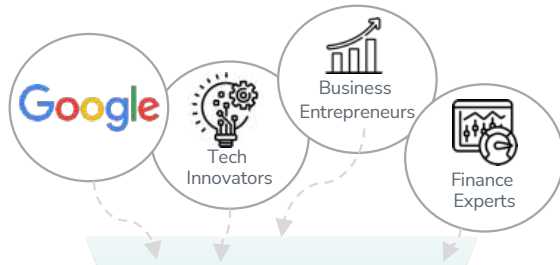 Google
Tech
Innovators
Business
Entrepreneurs
Finance
Experts